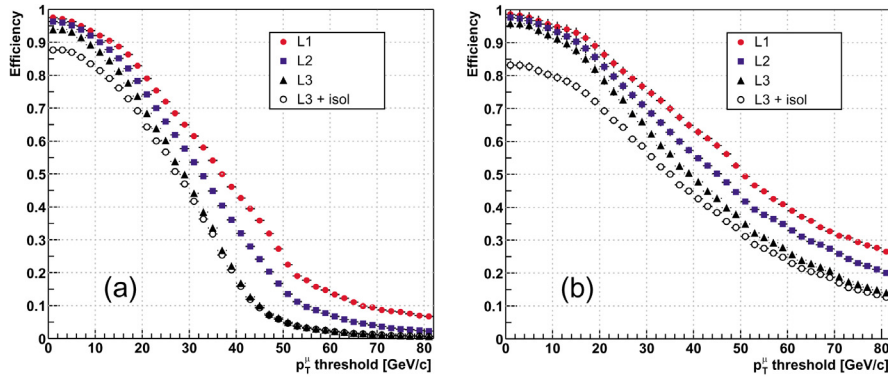 Efficiency
1
0.9
0.8
0.7
0.6
0.5
0.4
0.3
0.2
0.1
0
L1
L2
L3
L3 + isol
(a)
0 10 20 30 40 50 60 70 80
p_T^μ threshold [GeV/c]
Efficiency
1
0.9
0.8
0.7
0.6
0.5
0.4
0.3
0.2
0.1
0
L1
L2
L3
L3 + isol
(b)
0 10 20 30 40 50 60 70 80
p_T^μ threshold [GeV/c]